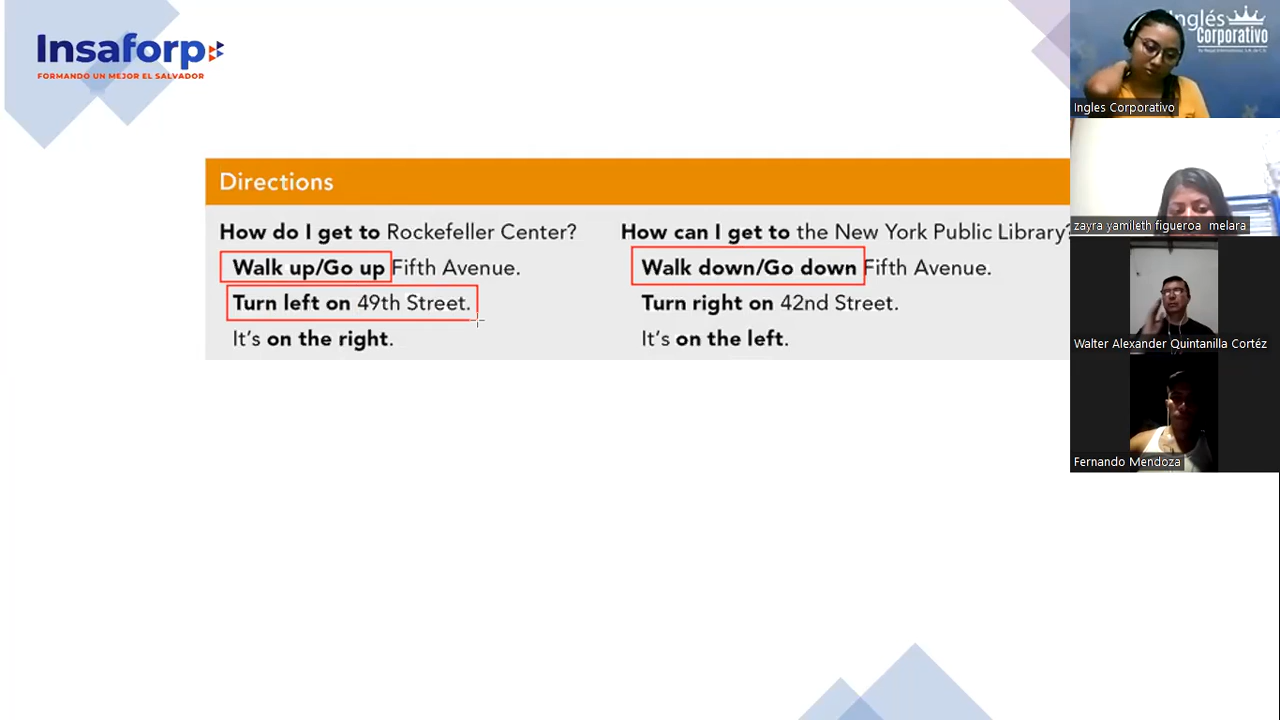 Insaforp
FORMANDO UN MEJOR EL SALVADOR
Directions
How do I get to Rockefeller Center?
Walk up/Go up Fifth Avenue.
Turn left on 49th Street.
It's on the right.
How can I get to the New York Public Library?
Walk down/Go down Fifth Avenue.
Turn right on 42nd Street.
It's on the left.
Inglés
Corporativo
Ingles Corporativo
zayra yamileth figueroa melara
Walter Alexander Quintanilla Cortéz
Fernando Mendoza